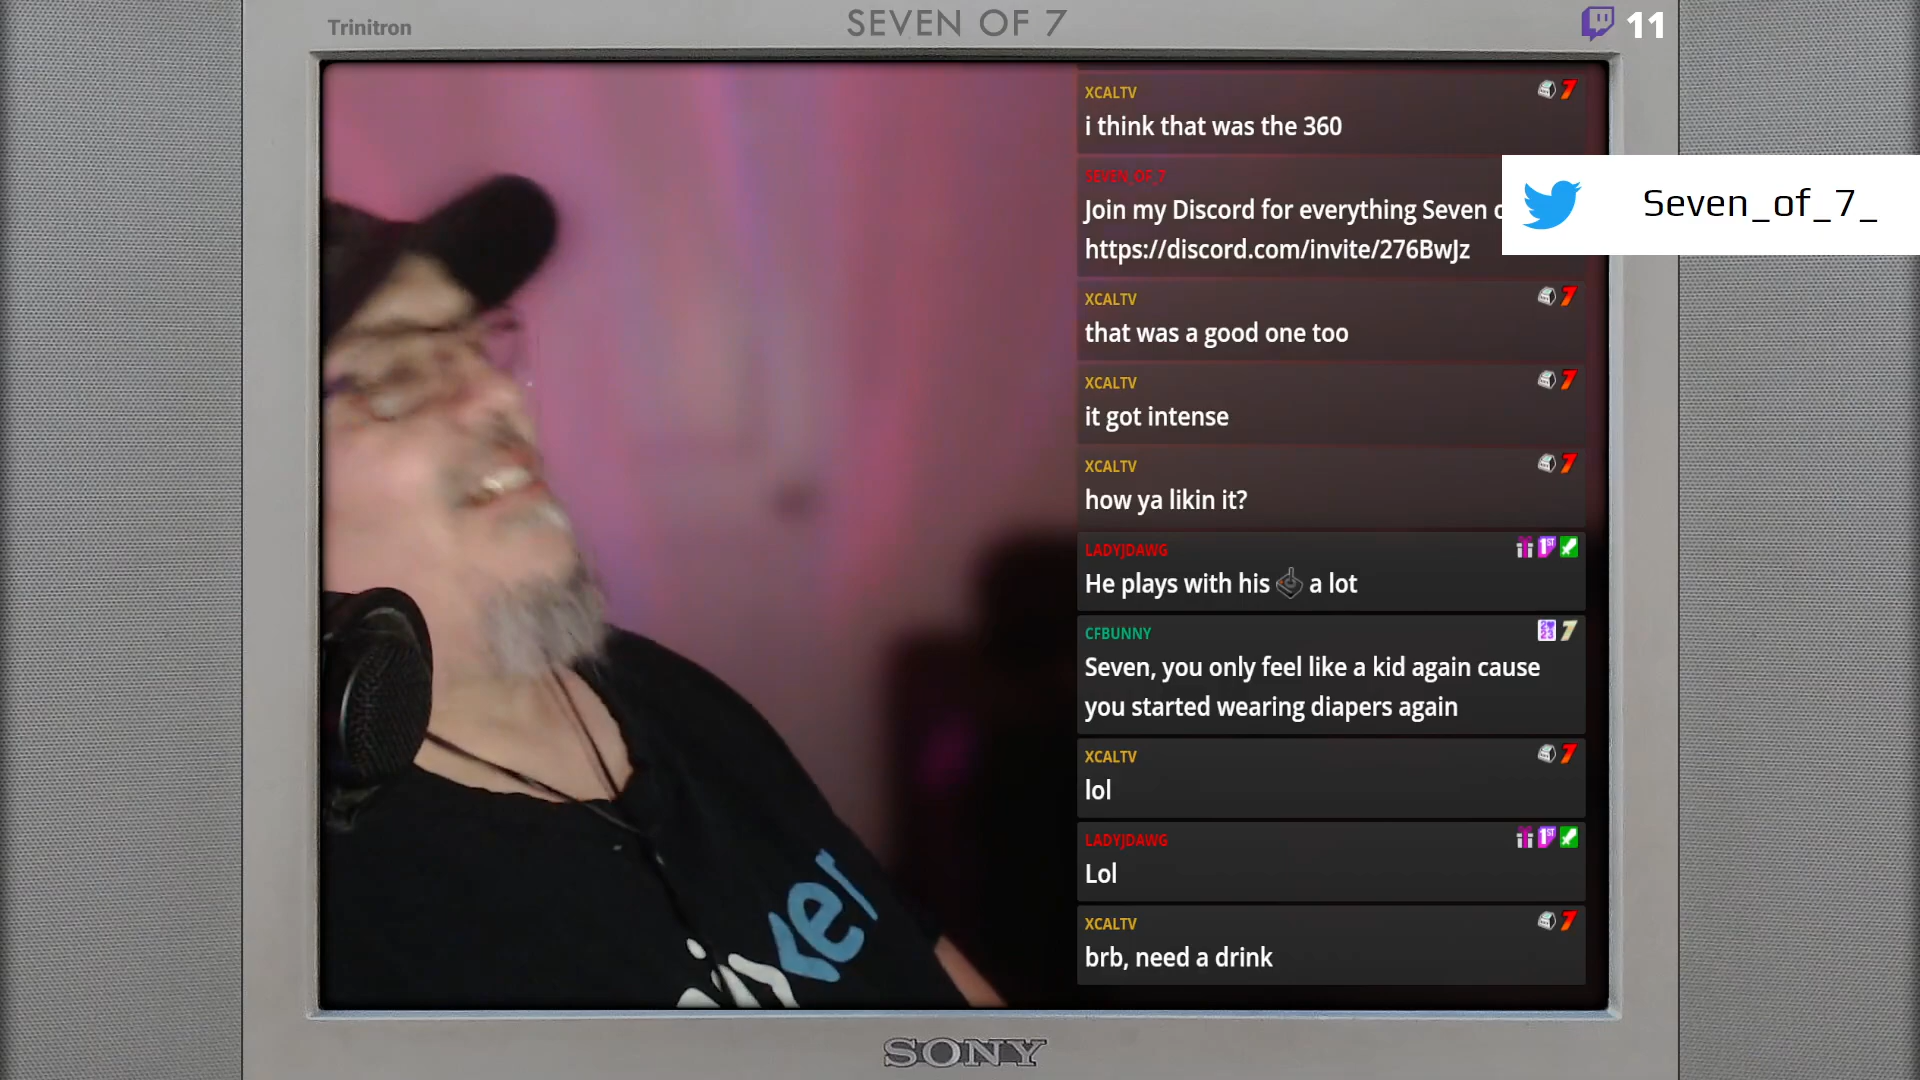 Trinitron
SEVEN OF 7
11
XCALTV
i think that was the 360
SEVEN_OF_7
Join my Discord for everything Seven
https://discord.com/invite/276BwJz
Seven_of_7_
XCALTV
that was a good one too
XCALTV
it got intense
XCALTV
how ya likin it?
LADYJDAWG
He plays with his a lot
CFBUNNY
Seven, you only feel like a kid again cause
you started wearing diapers again
XCALTV
lol
LADYJDAWG
Lol
XCALTV
brb, need a drink
SONY